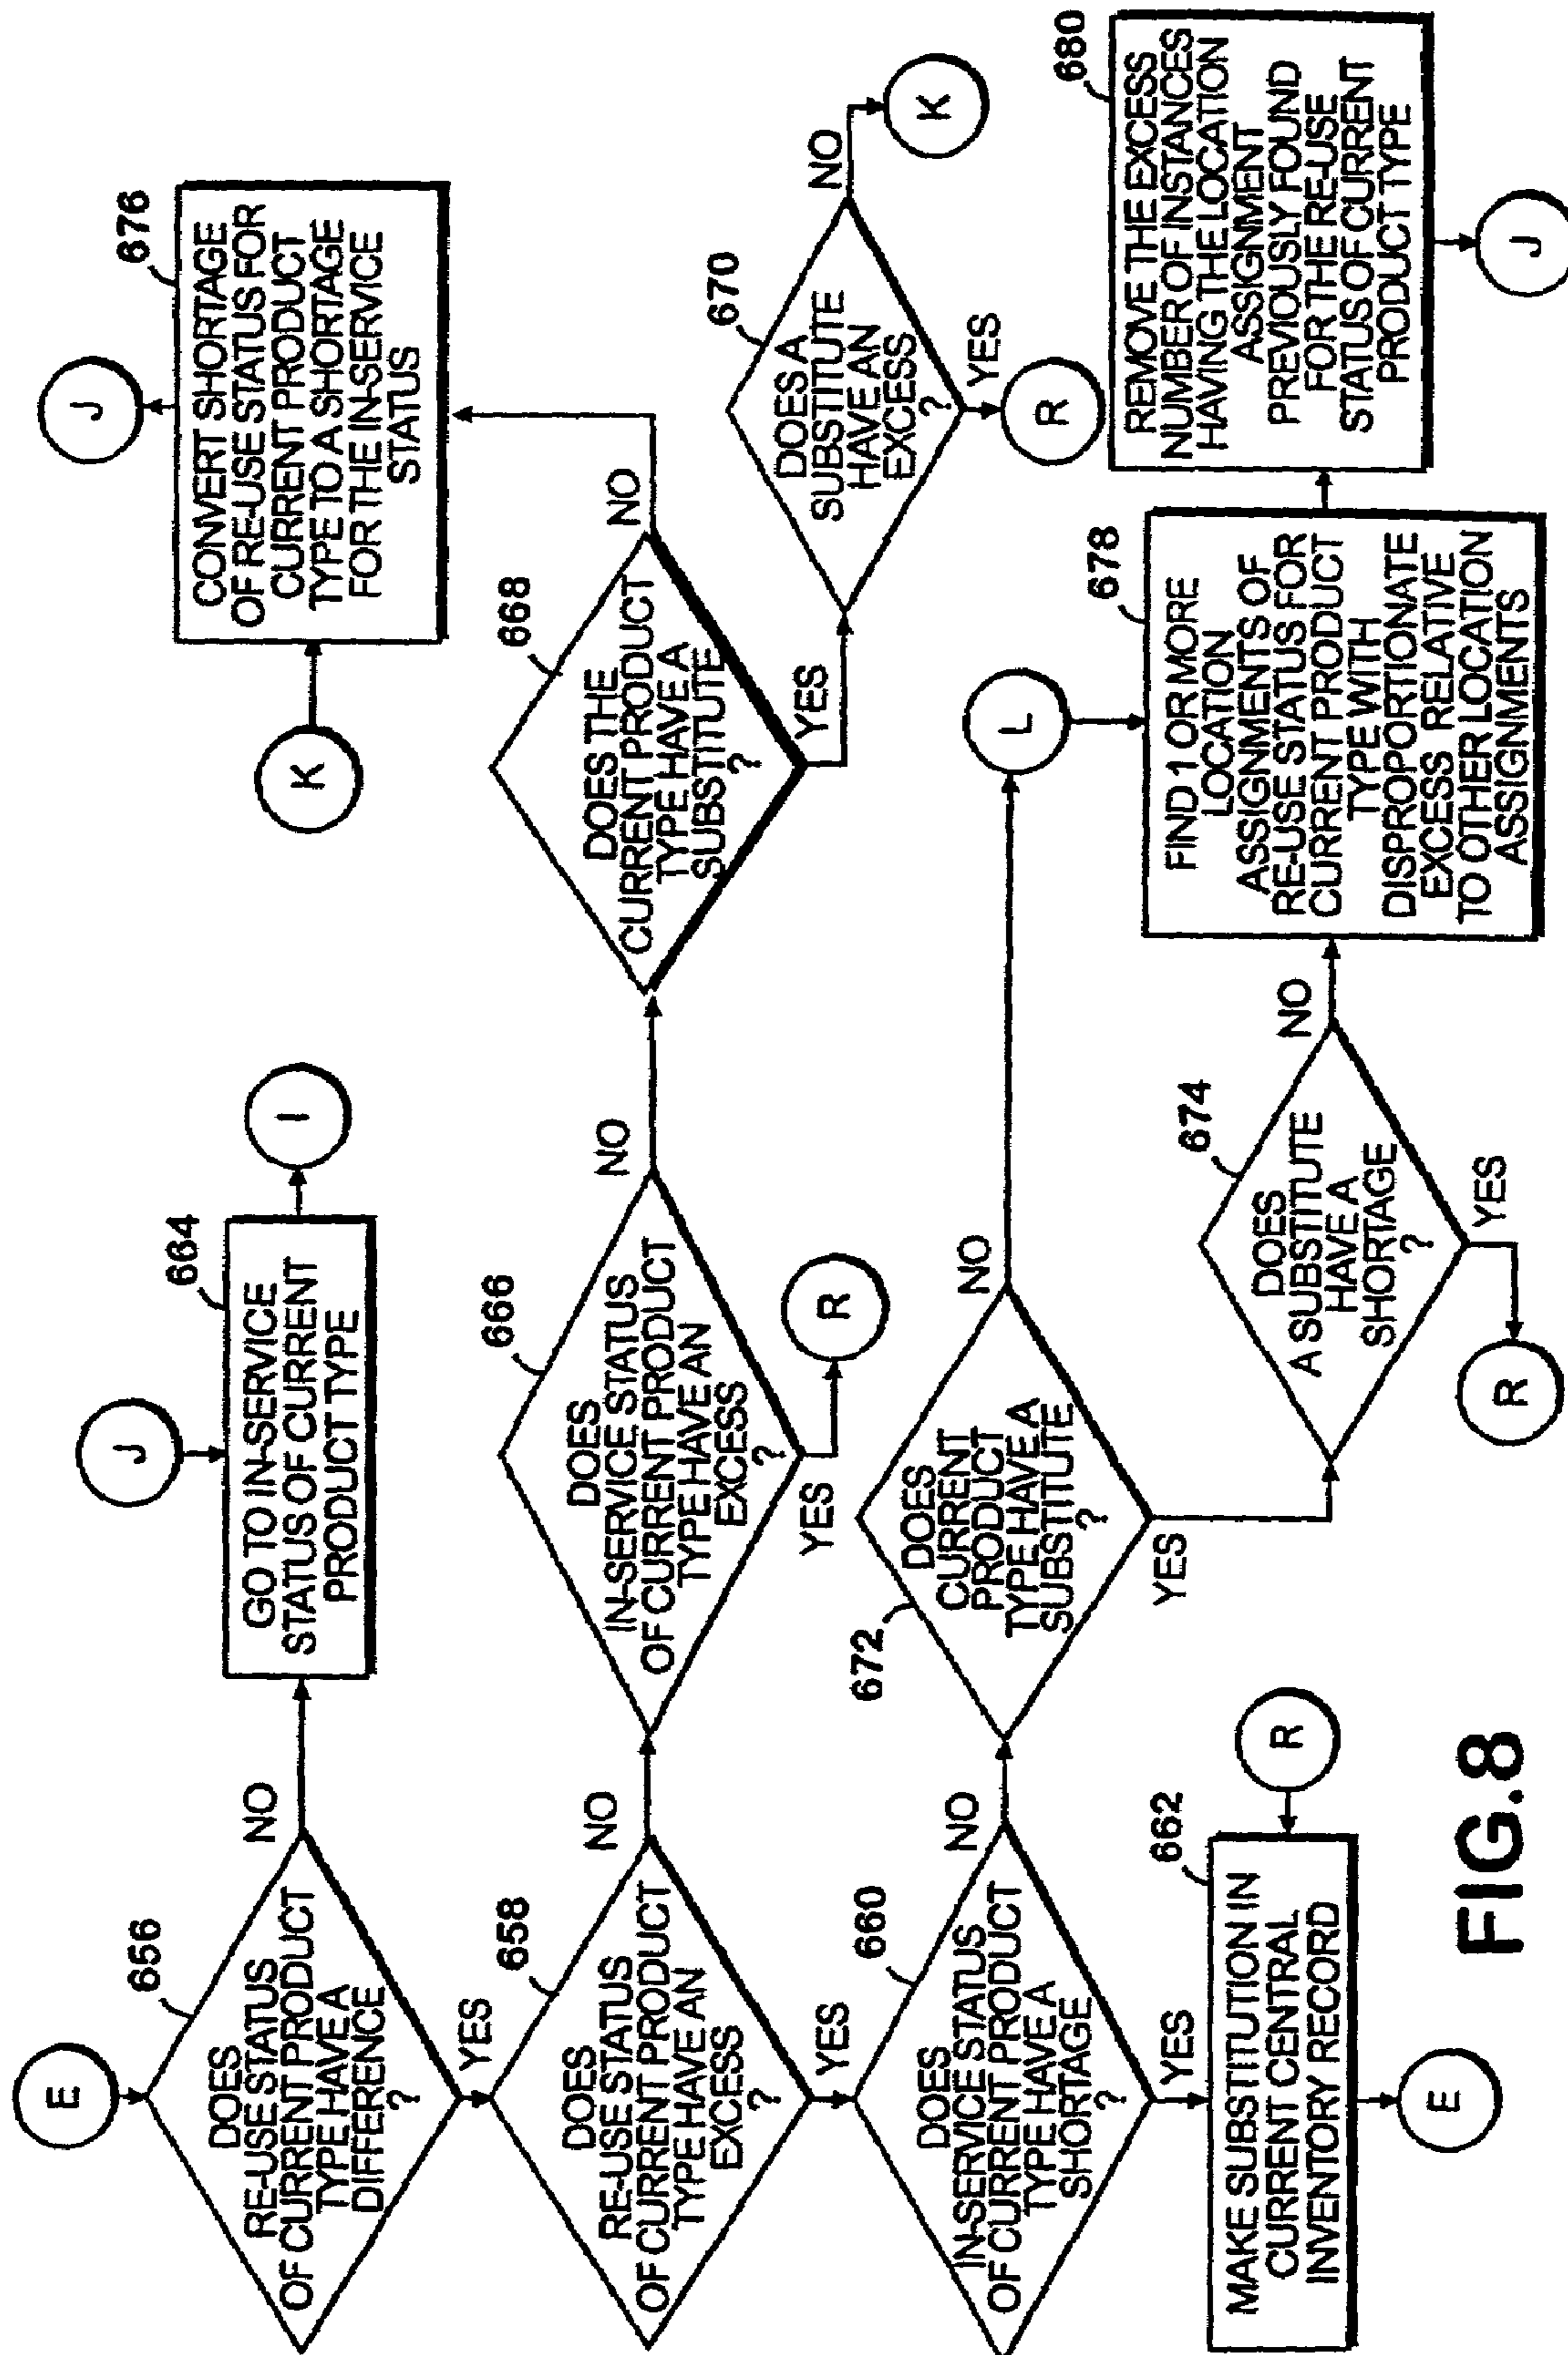 E
656
DOES
RE-USE STATUS
OF CURRENT PRODUCT
TYPE HAVE A
DIFFERENCE
?
NO
YES
J
664
GO TO IN-SERVICE
STATUS OF CURRENT
PRODUCT TYPE
I
658
DOES
RE-USE STATUS
OF CURRENT PRODUCT
TYPE HAVE AN
EXCESS
?
NO
YES
666
DOES
IN-SERVICE STATUS
OF CURRENT PRODUCT
TYPE HAVE AN
EXCESS
?
NO
YES
R
668
DOES THE
CURRENT PRODUCT
TYPE HAVE A
SUBSTITUTE
?
NO
YES
K
676
CONVERT SHORTAGE
OF RE-USE STATUS FOR
CURRENT PRODUCT
TYPE TO A SHORTAGE
FOR THE IN-SERVICE
STATUS
J
670
DOES A
SUBSTITUTE
HAVE AN
EXCESS
?
NO
K
YES
R
660
DOES
IN-SERVICE STATUS
OF CURRENT PRODUCT
TYPE HAVE A
SHORTAGE
?
NO
YES
672
DOES
CURRENT
PRODUCT
TYPE HAVE A
SUBSTITUTE
?
NO
YES
L
674
DOES
A SUBSTITUTE
HAVE A
SHORTAGE
?
NO
YES
R
678
FIND 1 OR MORE
LOCATION
ASSIGNMENTS OF
RE-USE STATUS FOR
CURRENT PRODUCT
TYPE WITH
DISPROPORTIONATE
EXCESS RELATIVE
TO OTHER LOCATION
ASSIGNMENTS
680
REMOVE THE EXCESS
NUMBER OF INSTANCES
HAVING THE LOCATION
ASSIGNMENT
PREVIOUSLY FOUND
FOR THE RE-USE
STATUS OF CURRENT
PRODUCT TYPE
J
662
MAKE SUBSTITUTION IN
CURRENT CENTRAL
INVENTORY RECORD
R
E
FIG.8